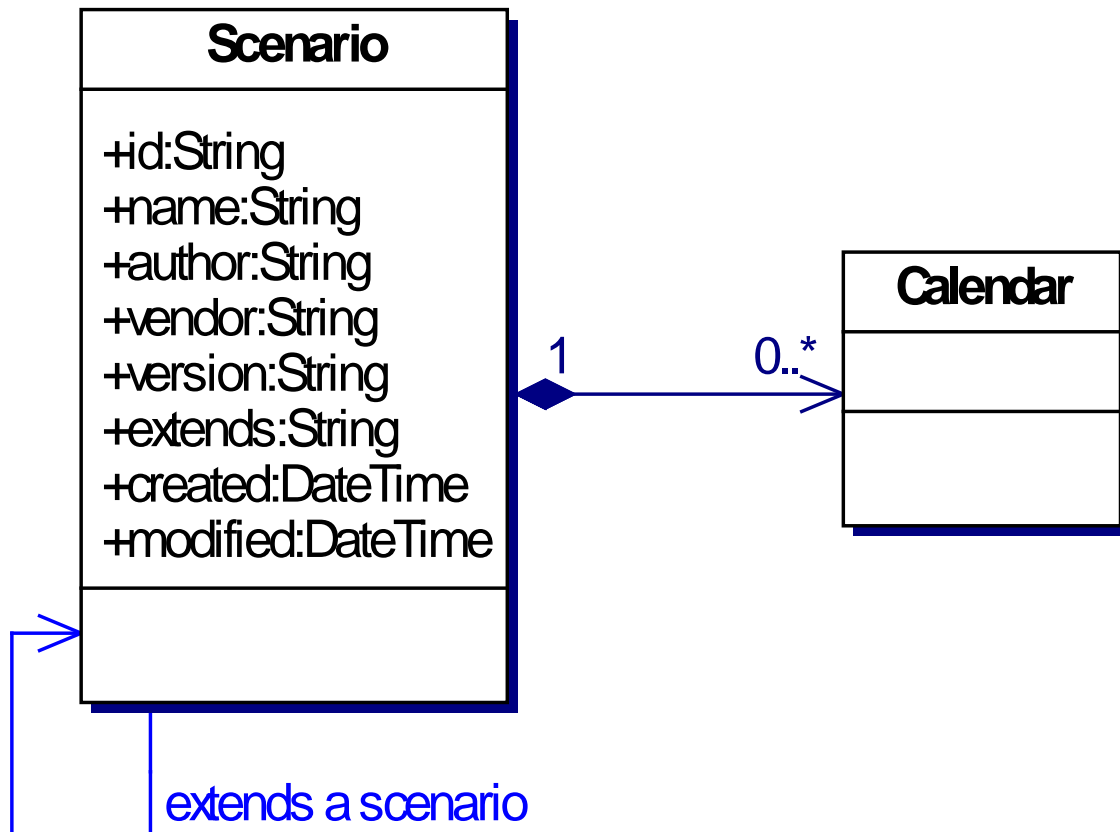 Scenario
+id:String
+name:String
+author:String
+vendor:String
+version:String
+extends:String
+created:DateTime
+modified:DateTime
1
0..*
Calendar
extends a scenario